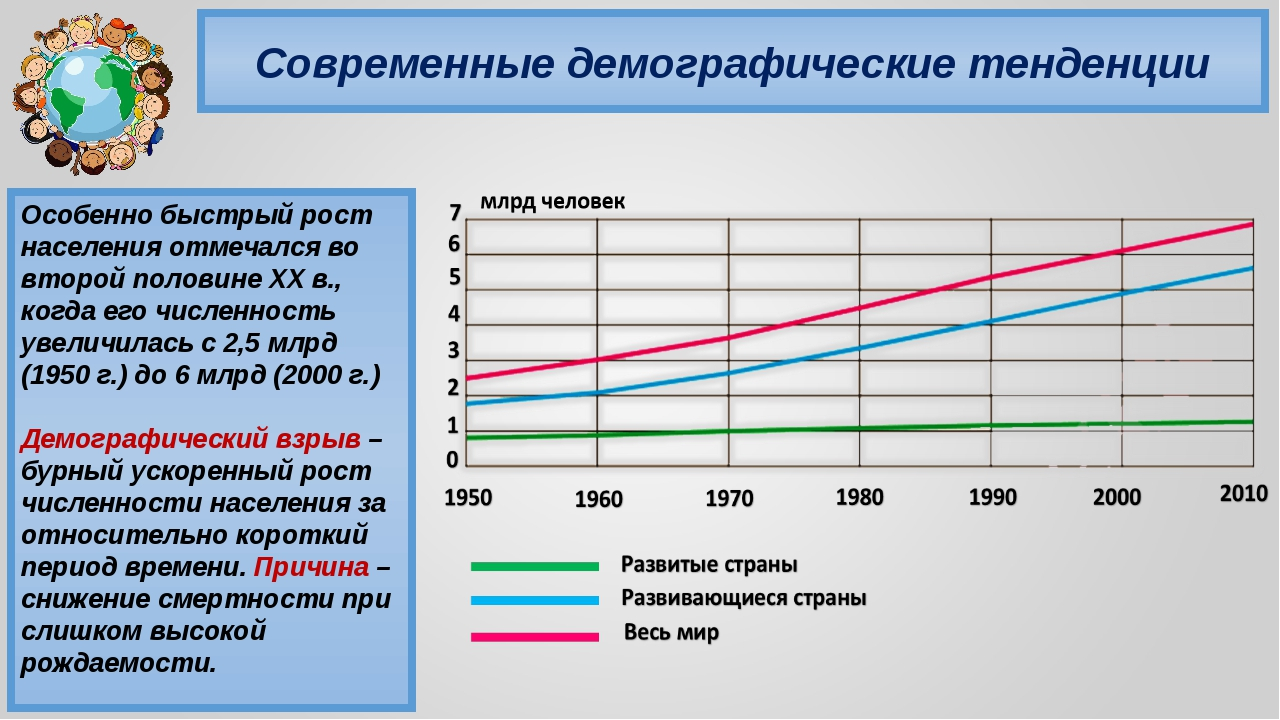 Современные демографические тенденции
Особенно быстрый рост
населения отмечался во
второй половине XX в.,
когда его численность
увеличилась с 2,5 млрд
(1950 г.) до 6 млрд (2000 г.)
Демографический взрыв –
бурный ускоренный рост
численности населения за
относительно короткий
период времени. Причина –
снижение смертности при
слишком высокой
рождаемости.
млрд человек
7
6
5
4
3
2
1
0
1950 1960 1970 1980 1990 2000 2010
Развитые страны
Развивающиеся страны
Весь мир